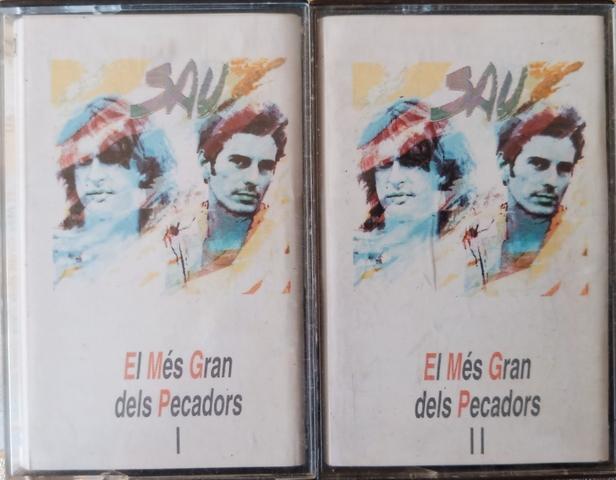 SAU
El Més Gran
dels Pecadors
I
SAU
El Més Gran
dels Pecadors
II